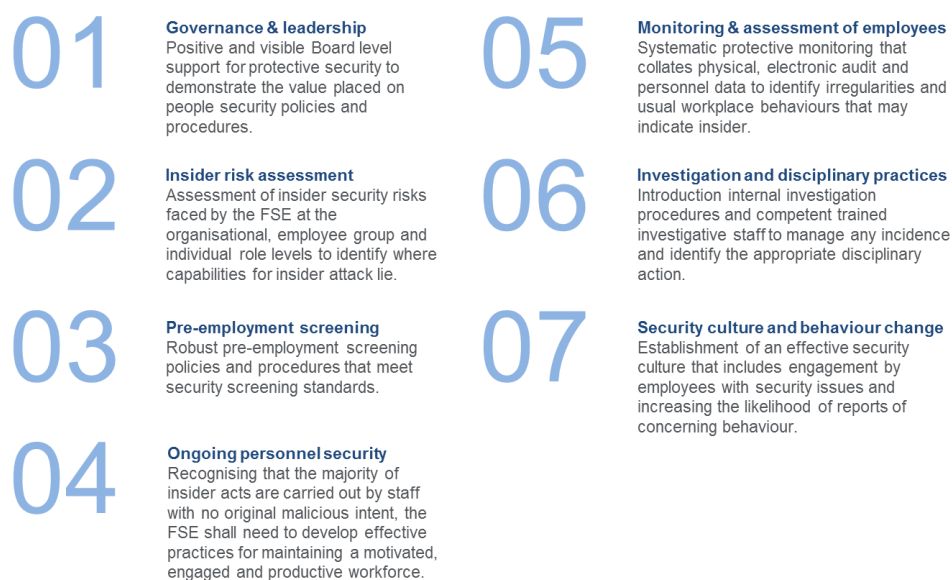 01
Governance & leadership
Positive and visible Board level
support for protective security to
demonstrate the value placed on
people security policies and
procedures.
02
Insider risk assessment
Assessment of insider security risks
faced by the FSE at the
organisational, employee group and
individual role levels to identify where
capabilities for insider attack lie.
03
Pre-employment screening
Robust pre-employment screening
policies and procedures that meet
security screening standards.
04
Ongoing personnel security
Recognising that the majority of
insider acts are carried out by staff
with no original malicious intent, the
FSE shall need to develop effective
practices for maintaining a motivated,
engaged and productive workforce.
05
Monitoring & assessment of employees
Systematic protective monitoring that
collates physical, electronic audit and
personnel data to identify irregularities and
usual workplace behaviours that may
indicate insider.
06
Investigation and disciplinary practices
Introduction internal investigation
procedures and competent trained
investigative staff to manage any incidence
and identify the appropriate disciplinary
action.
07
Security culture and behaviour change
Establishment of an effective security
culture that includes engagement by
employees with security issues and
increasing the likelihood of reports of
concerning behaviour.